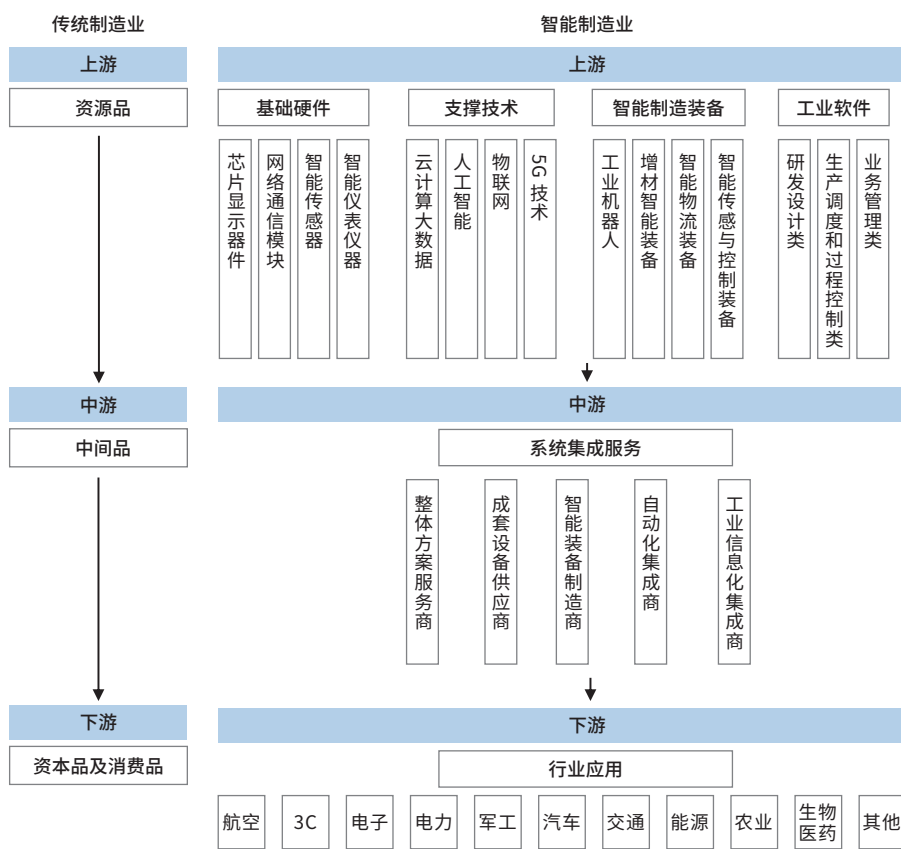 传统制造业
智能制造业
上游
上游
资源品
基础硬件
支撑技术
智能制造装备
工业软件
芯片显示器件
网络通信模块
智能传感器
智能仪表仪器
云计算大数据
人工智能
物联网
5G 技术
工业机器人
增材智能装备
智能物流装备
智能传感与控制装备
研发设计类
生产调度和过程控制类
业务管理类
中游
中游
中间品
系统集成服务
整体方案服务商
成套设备供应商
智能装备制造商
自动化集成商
工业信息化集成商
下游
下游
资本品及消费品
行业应用
航空
3C
电子
电力
军工
汽车
交通
能源
农业
生物
医药
其他